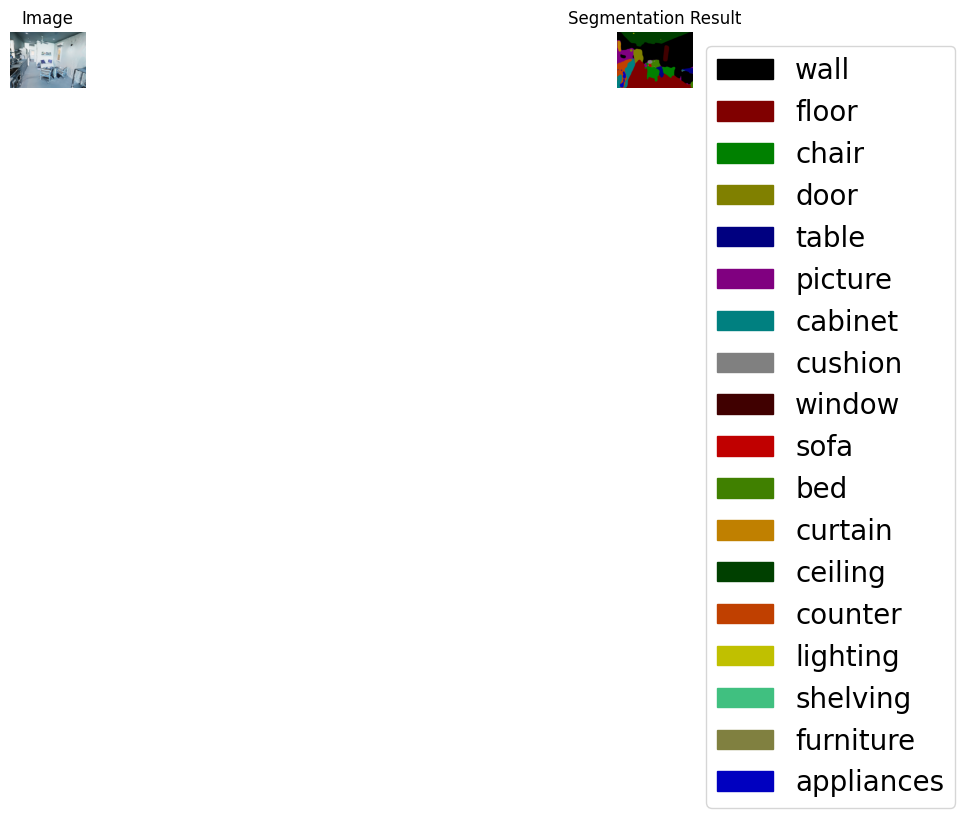 Image
Segmentation Result
wall
floor
chair
door
table
picture
cabinet
cushion
window
sofa
bed
curtain
ceiling
counter
lighting
shelving
furniture
appliances